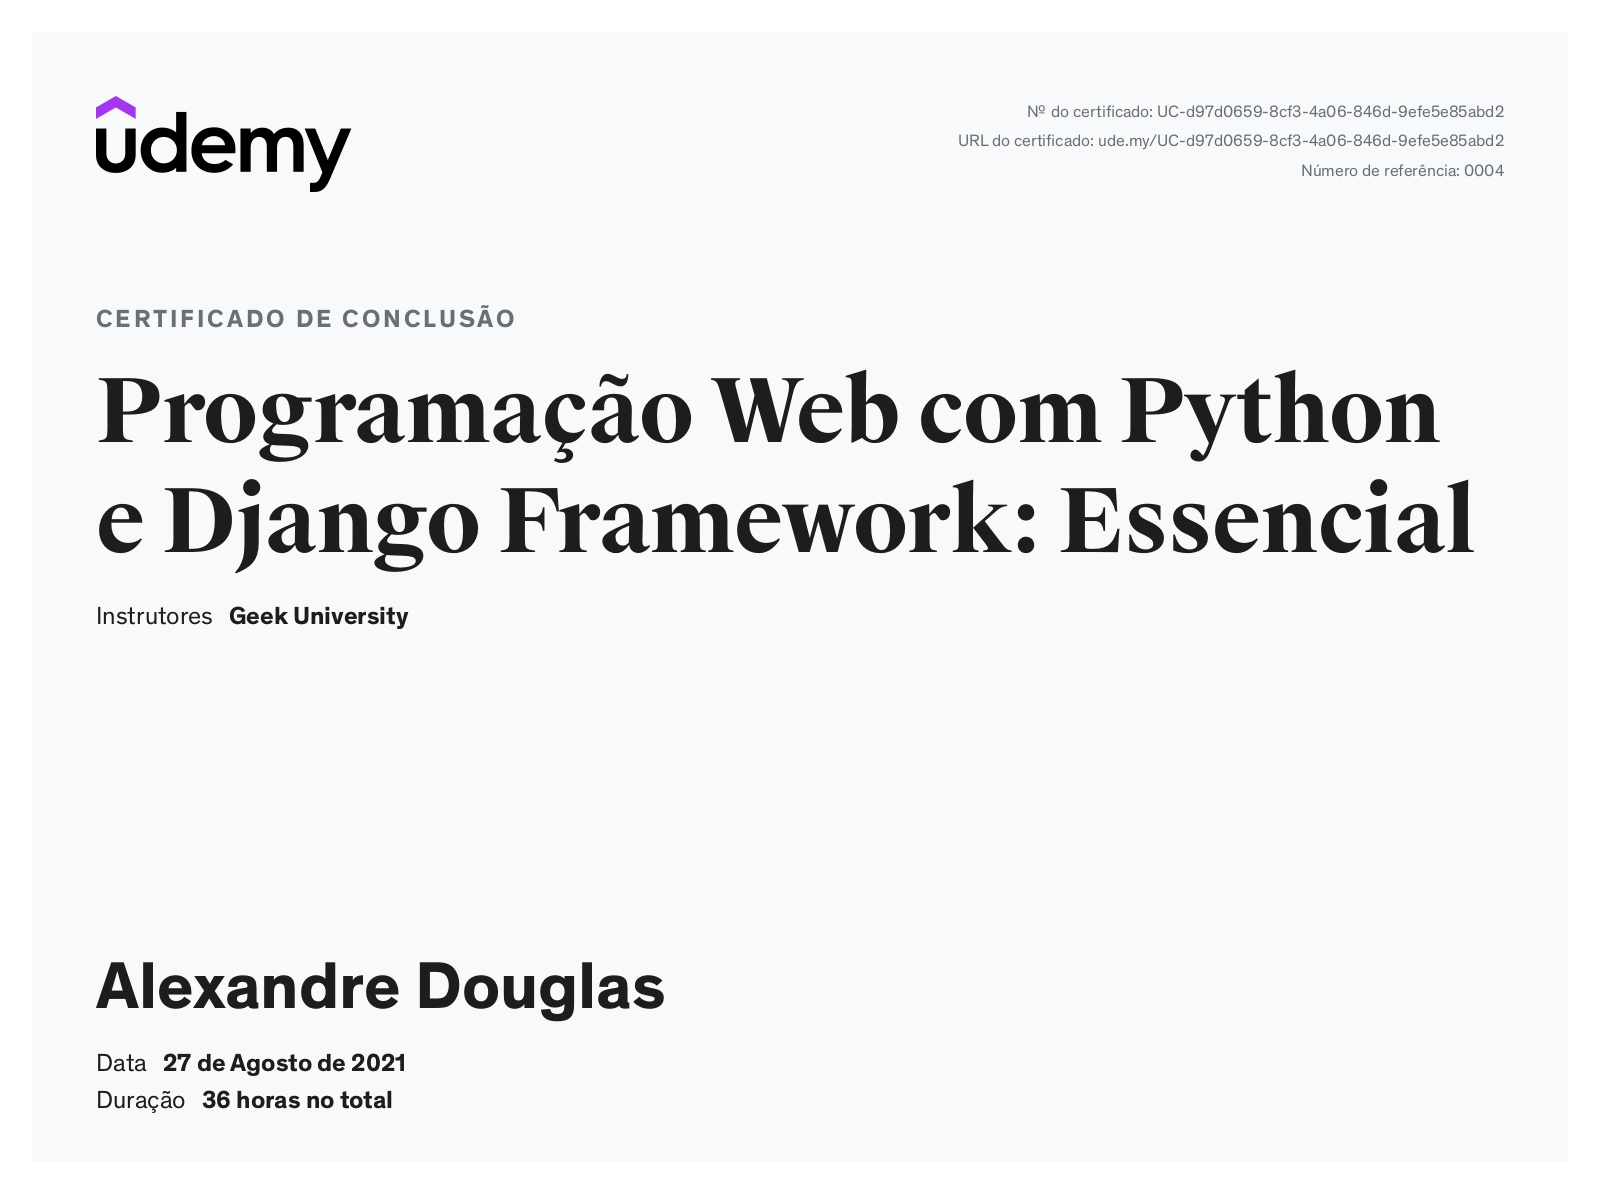 udemy
Nº do certificado: UC-d97d0659-8cf3-4a06-846d-9efe5e85abd2
URL do certificado: ude.my/UC-d97d0659-8cf3-4a06-846d-9efe5e85abd2
Número de referência: 0004
CERTIFICADO DE CONCLUSÃO
Programação Web com Python
e Django Framework: Essencial
Instrutores Geek University
Alexandre Douglas
Data 27 de Agosto de 2021
Duração 36 horas no total